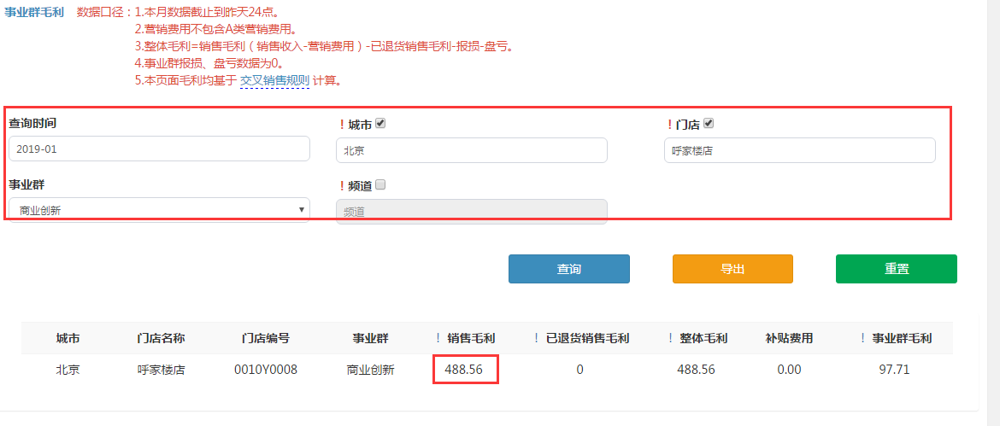 事业群毛利 数据口径：1.本月数据截止到昨天24点。
2.营销费用不包含A类营销费用。
3.整体毛利=销售毛利（销售收入-营销费用）-已退货销售毛利-报损-盘亏。
4.事业群报损、盘亏数据为0。
5.本页面毛利均基于 交叉销售规则 计算。
查询时间 ！城市 ！门店
2019-01 北京 呼家楼店
事业群 ！频道
商业创新 频道
查询 导出 重置
城市 门店名称 门店编号 事业群 ！销售毛利 ！已退货销售毛利 ！整体毛利 补贴费用 ！事业群毛利
北京 呼家楼店 0010Y0008 商业创新 488.56 0 488.56 0.00 97.71